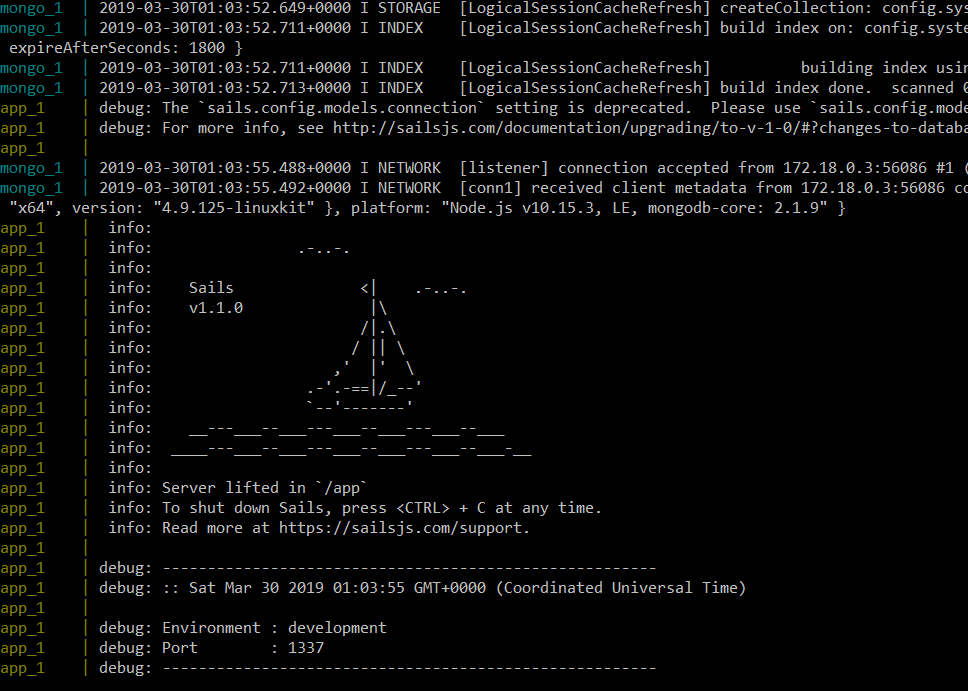 mongo_1  | 2019-03-30T01:03:52.649+0000 I STORAGE  [LogicalSessionCacheRefresh] createCollection: config.sys
mongo_1  | 2019-03-30T01:03:52.711+0000 I INDEX    [LogicalSessionCacheRefresh] build index on: config.syste
 expireAfterSeconds: 1800 }
mongo_1  | 2019-03-30T01:03:52.711+0000 I INDEX    [LogicalSessionCacheRefresh]          building index usin
mongo_1  | 2019-03-30T01:03:52.713+0000 I INDEX    [LogicalSessionCacheRefresh] build index done.  scanned 0
app_1    | debug: The `sails.config.models.connection` setting is deprecated.  Please use `sails.config.mode
app_1    | debug: For more info, see http://sailsjs.com/documentation/upgrading/to-v-1-0/#?changes-to-databa
app_1    |
mongo_1  | 2019-03-30T01:03:55.488+0000 I NETWORK  [listener] connection accepted from 172.18.0.3:56086 #1 (
mongo_1  | 2019-03-30T01:03:55.492+0000 I NETWORK  [conn1] received client metadata from 172.18.0.3:56086 co
 "x64", version: "4.9.125-linuxkit" }, platform: "Node.js v10.15.3, LE, mongodb-core: 2.1.9" }
app_1    |  info:
app_1    |  info:                .-..-.
app_1    |  info:
app_1    |  info:    Sails              <|    .-..-.
app_1    |  info:    v1.1.0              |\
app_1    |  info:                       /|.\
app_1    |  info:                      / || \
app_1    |  info:                    ,'  |'  \
app_1    |  info:                 .-'.-==|/_--'
app_1    |  info:                 `--'-------'
app_1    |  info:    __---___--___---___--___---___--___
app_1    |  info:  ____---___--___---___--___---___--___-__
app_1    |  info:
app_1    |  info: Server lifted in `/app`
app_1    |  info: To shut down Sails, press <CTRL> + C at any time.
app_1    |  info: Read more at https://sailsjs.com/support.
app_1    |
app_1    | debug: -------------------------------------------------------
app_1    | debug: :: Sat Mar 30 2019 01:03:55 GMT+0000 (Coordinated Universal Time)
app_1    |
app_1    | debug: Environment : development
app_1    | debug: Port        : 1337
app_1    | debug: -------------------------------------------------------